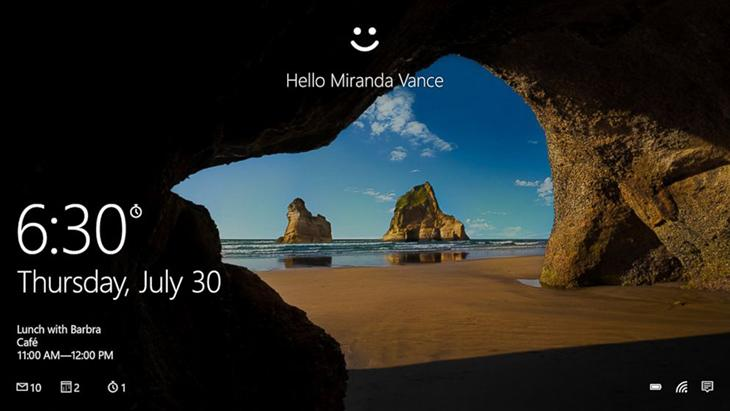 Hello Miranda Vance
6:30
Thursday, July 30
Lunch with Barbra
Café
11:00 AM—12:00 PM
10 2 1